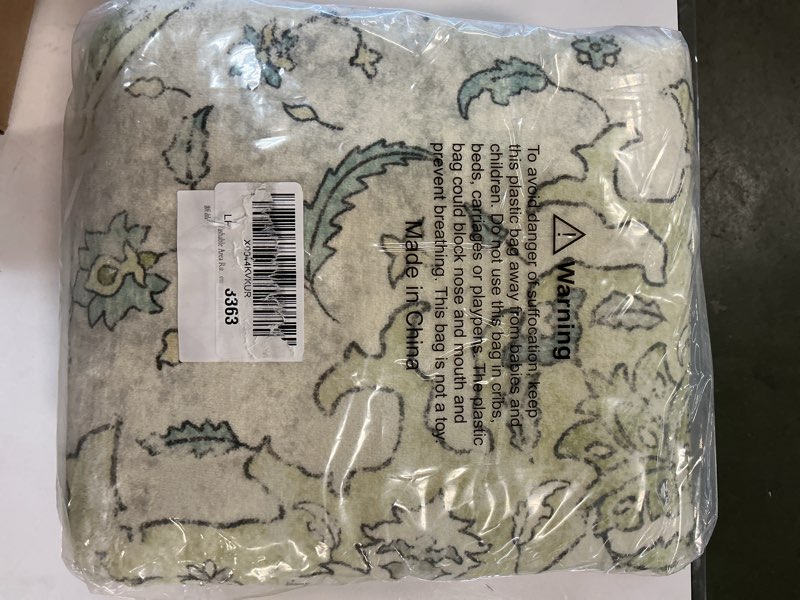 Warning
To avoid danger of suffocation, keep
this plastic bag away from babies and
children. Do not use this bag in cribs,
beds, carriages or playpens. The plastic
bag could block nose and mouth and
prevent breathing. This bag is not a toy.
Made in China
3363
Area